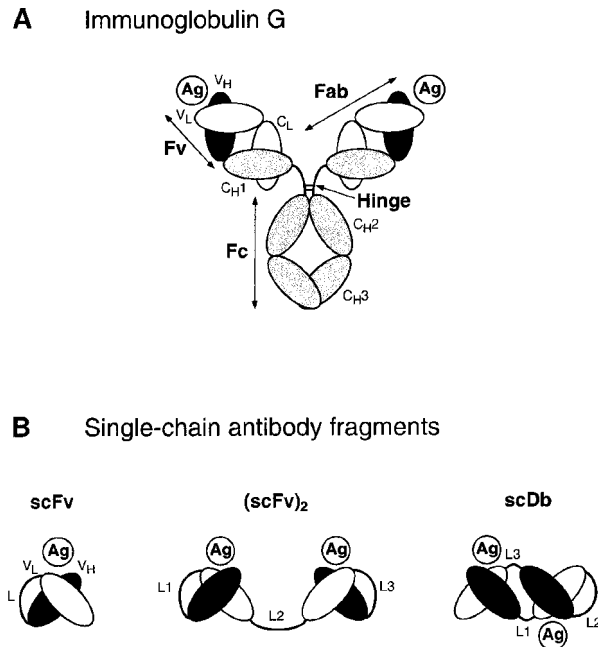 A Immunoglobulin G
Ag VH Fab Ag
VL CL
Fv
CH1 Hinge
CH2
Fc
CH3
B Single-chain antibody fragments
scFv (scFv)2 scDb
Ag Ag Ag Ag L3
VL VH
L L1 L3
L2 L1 L2
Ag